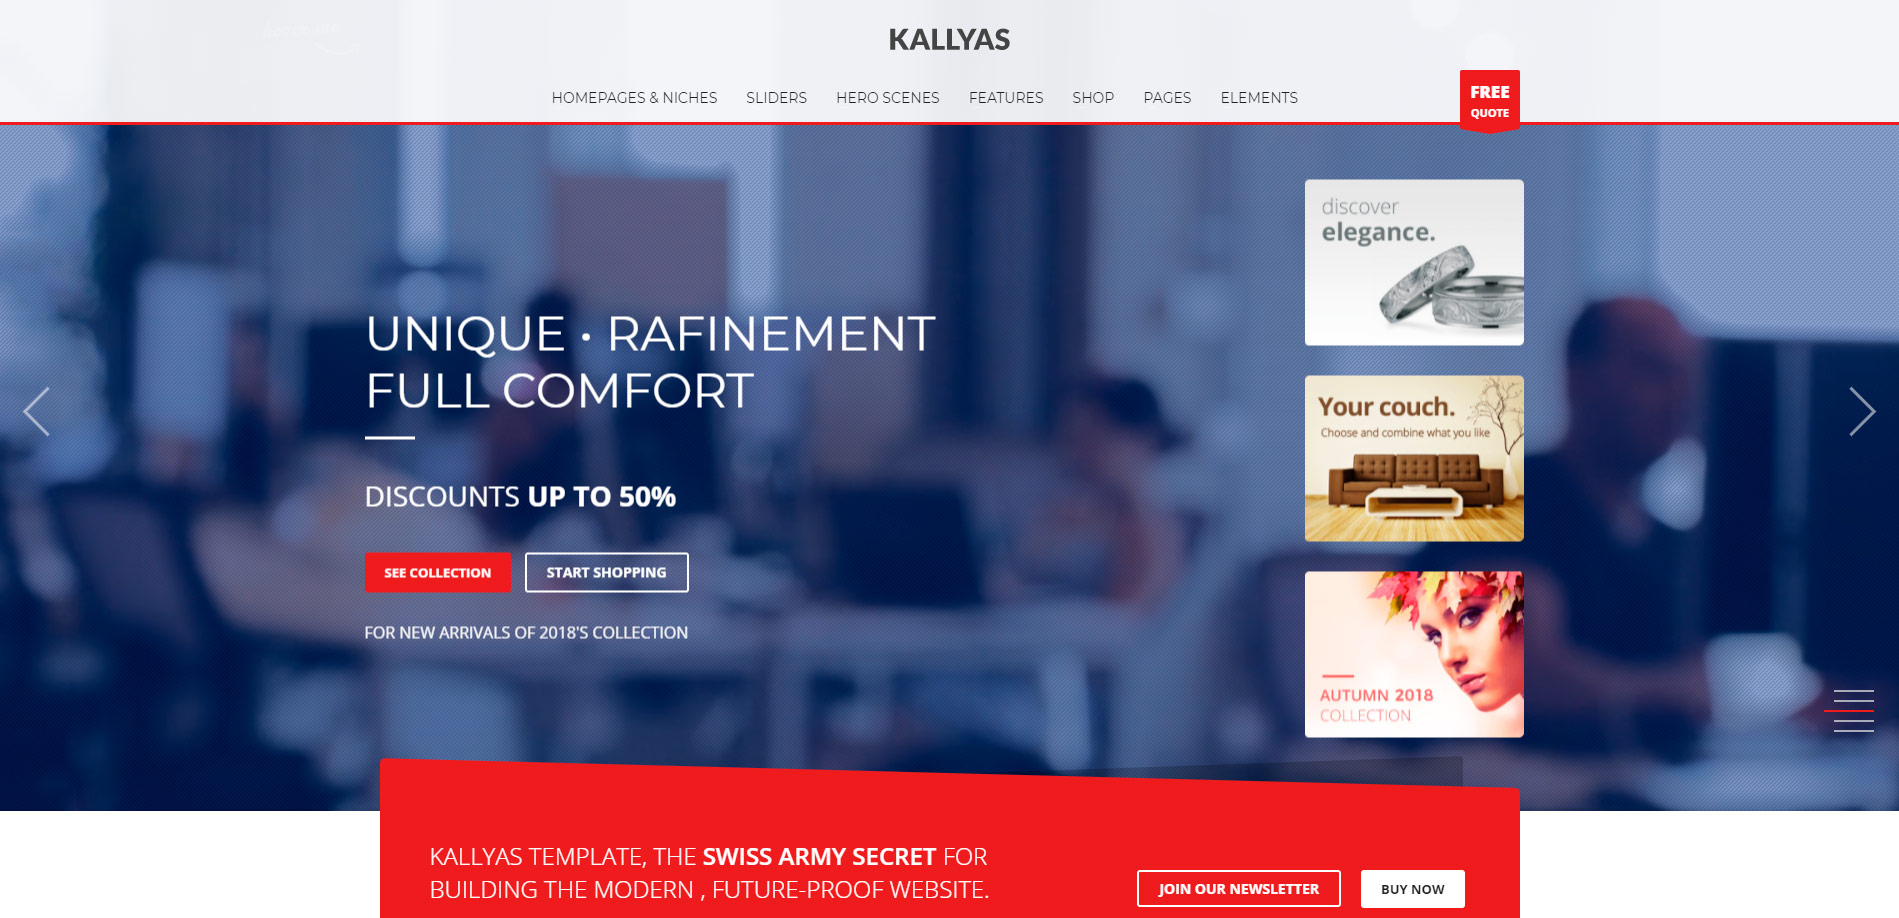 KALLYAS
HOMEPAGES & NICHES SLIDERS HERO SCENES FEATURES SHOP PAGES ELEMENTS
FREE
QUOTE
UNIQUE • RAFINEMENT
FULL COMFORT
DISCOUNTS UP TO 50%
SEE COLLECTION START SHOPPING
FOR NEW ARRIVALS OF 2018'S COLLECTION
discover
elegance.
Your couch.
Choose and combine what you like
AUTUMN 2018
COLLECTION
KALLYAS TEMPLATE, THE SWISS ARMY SECRET FOR
BUILDING THE MODERN , FUTURE-PROOF WEBSITE.
JOIN OUR NEWSLETTER BUY NOW